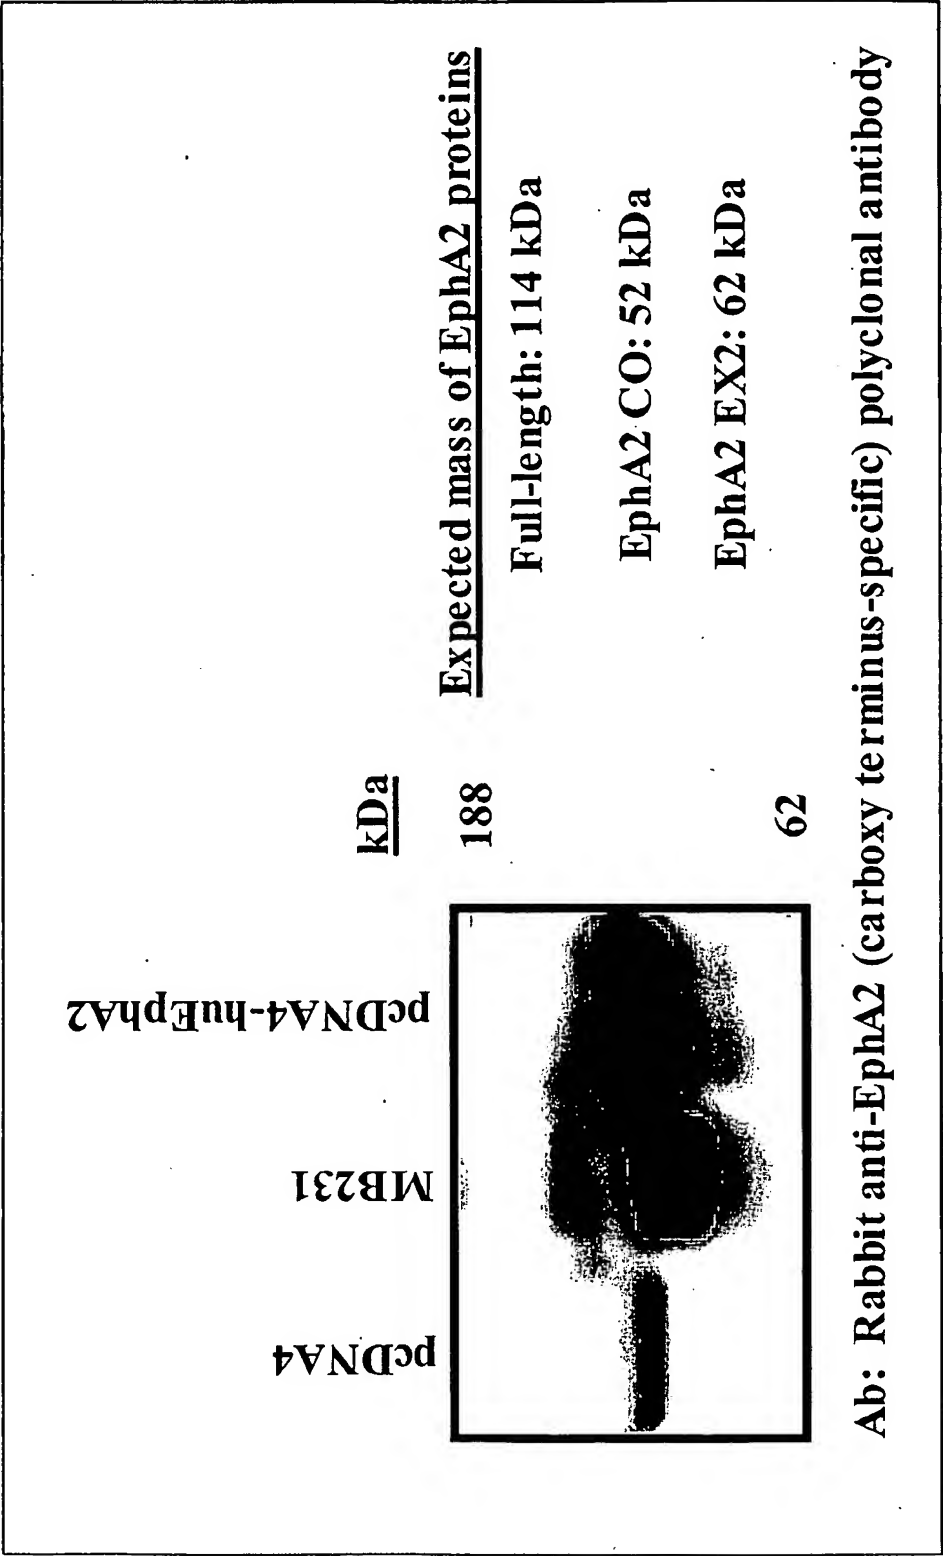 pcDNA4
MB231
pcDNA4-huEphA2
kDa
188
62
Expected mass of EphA2 proteins
Full-length: 114 kDa
EphA2 CO: 52 kDa
EphA2 EX2: 62 kDa
Ab: Rabbit anti-EphA2 (carboxy terminus-specific) polyclonal antibody